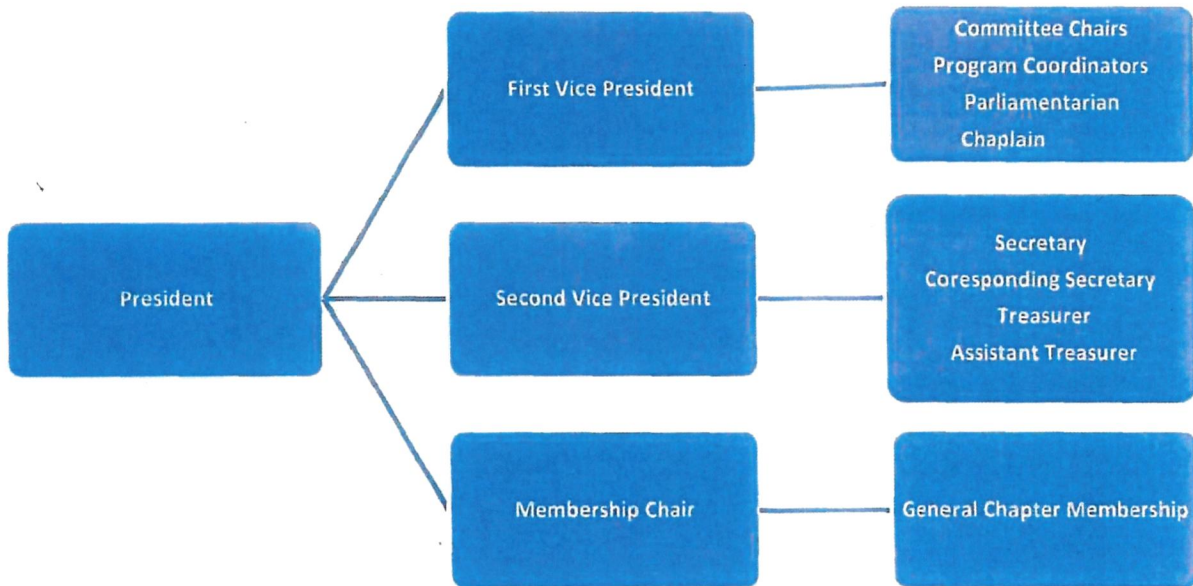 First Vice President
Committee Chairs
Program Coordinators
Parliamentarian
Chaplain
President
Second Vice President
Secretary
Coresponding Secretary
Treasurer
Assistant Treasurer
Membership Chair
General Chapter Membership